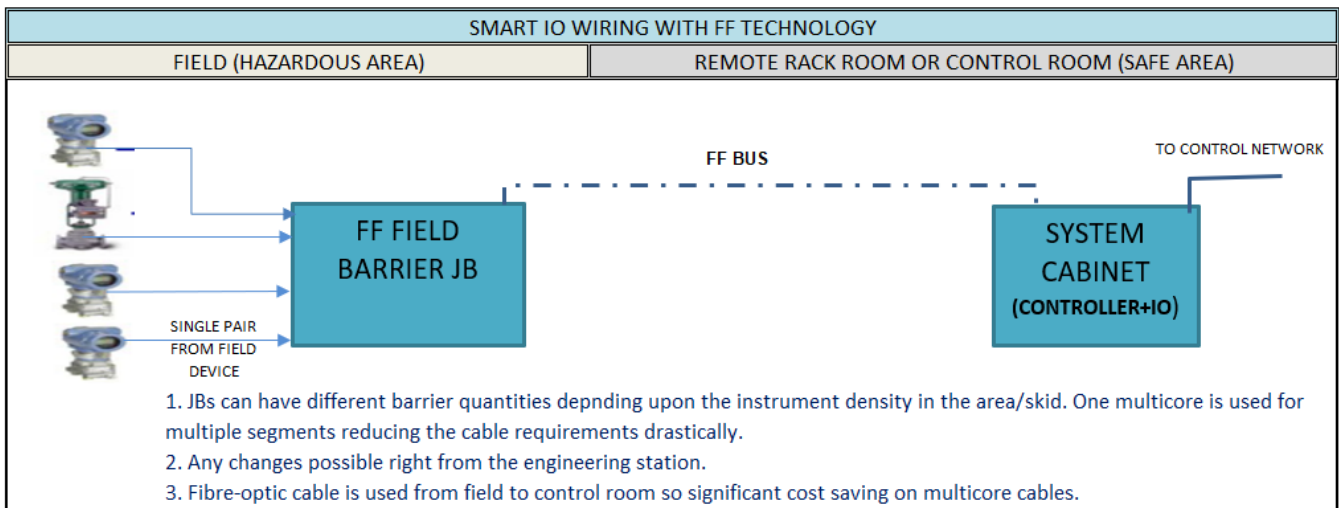 SMART IO WIRING WITH FF TECHNOLOGY
FIELD (HAZARDOUS AREA)
REMOTE RACK ROOM OR CONTROL ROOM (SAFE AREA)
TO CONTROL NETWORK
FF BUS
FF FIELD
BARRIER JB
SYSTEM
CABINET
(CONTROLLER+IO)
SINGLE PAIR
FROM FIELD
DEVICE
1. JBs can have different barrier quantities depnding upon the instrument density in the area/skid. One multicore is used for
multiple segments reducing the cable requirements drastically.
2. Any changes possible right from the engineering station.
3. Fibre-optic cable is used from field to control room so significant cost saving on multicore cables.